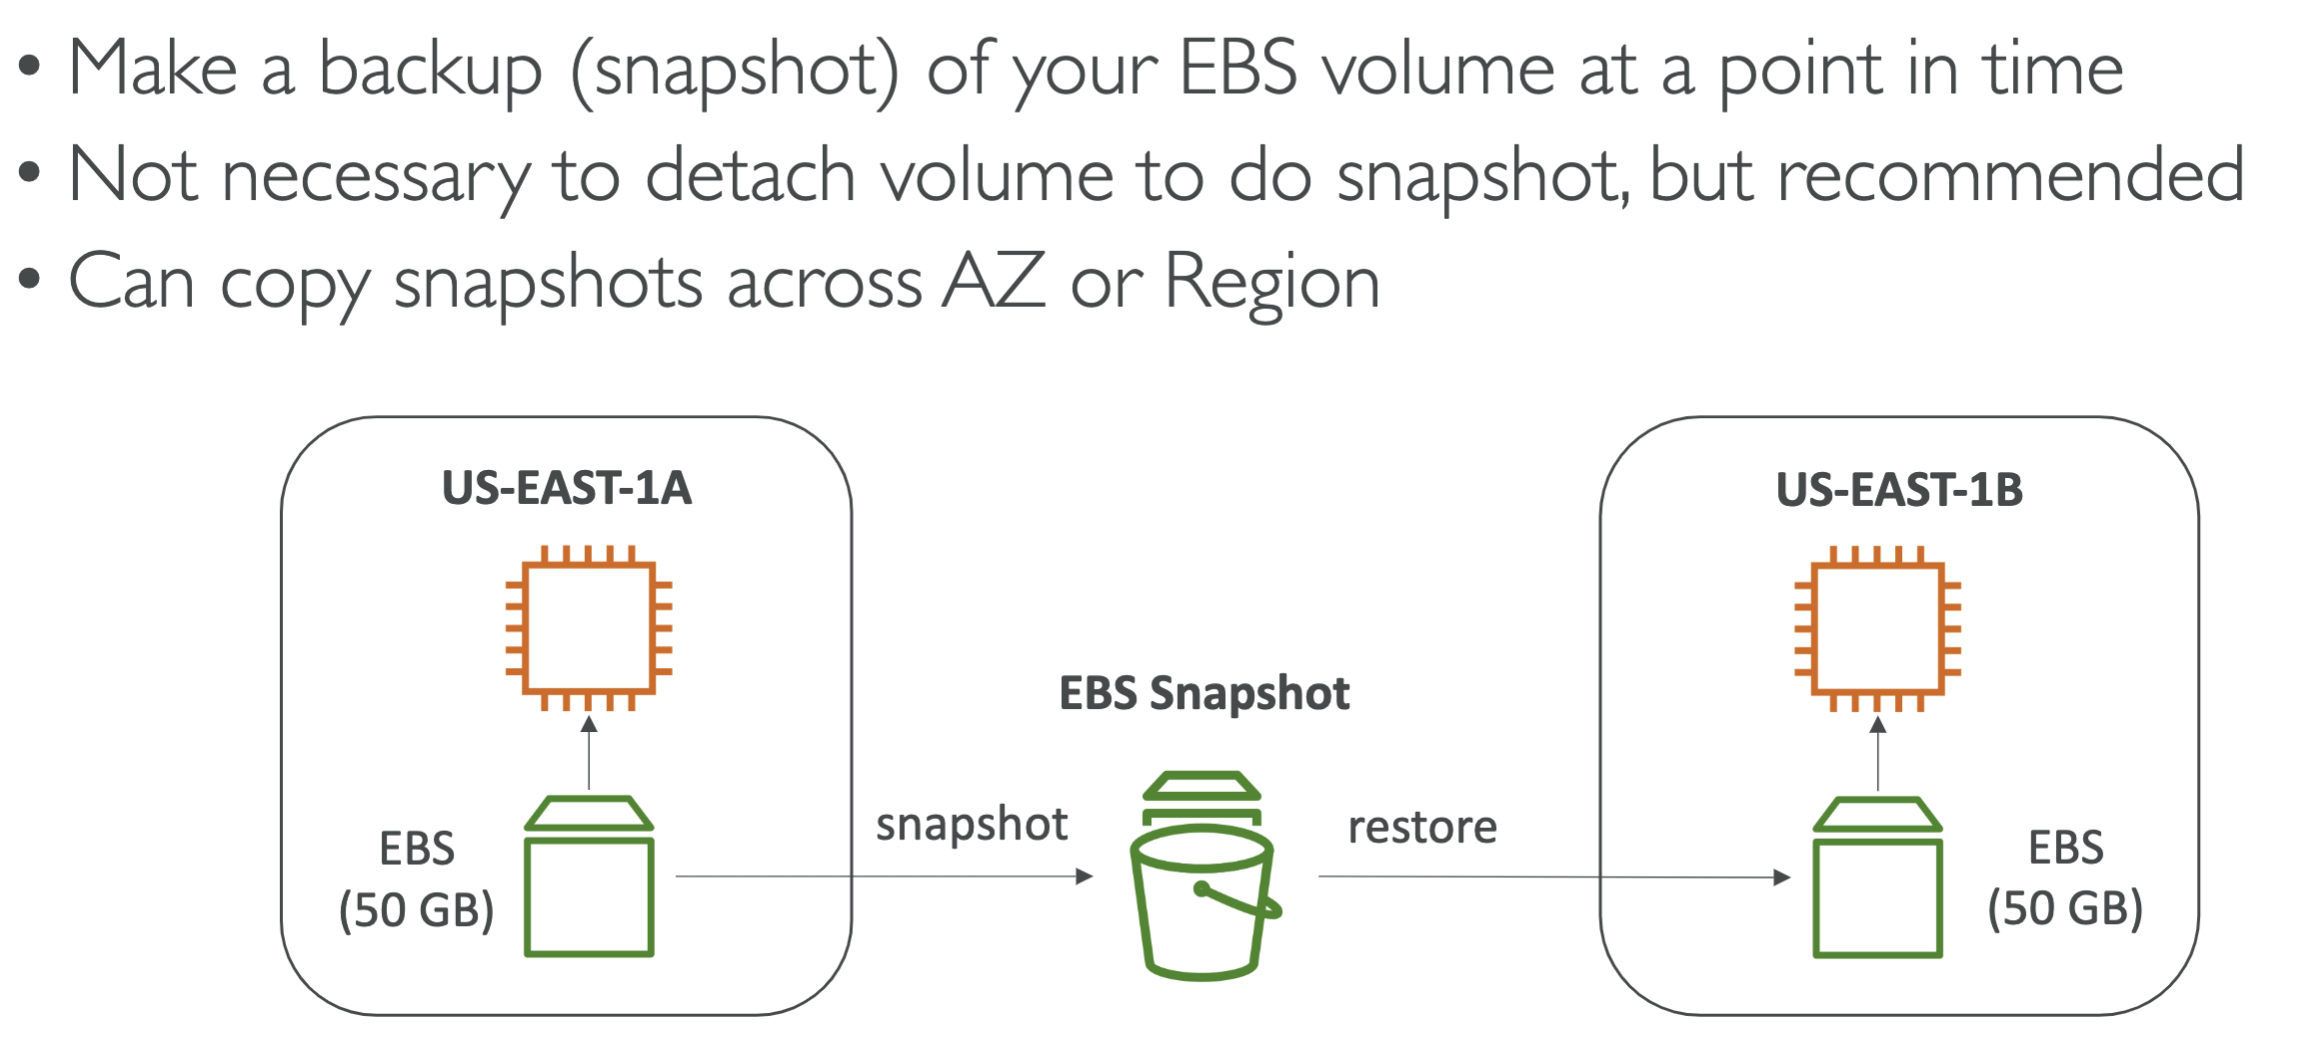 • Make a backup (snapshot) of your EBS volume at a point in time
• Not necessary to detach volume to do snapshot, but recommended
• Can copy snapshots across AZ or Region
US-EAST-1A
US-EAST-1B
EBS Snapshot
snapshot
restore
EBS
(50 GB)
EBS
(50 GB)